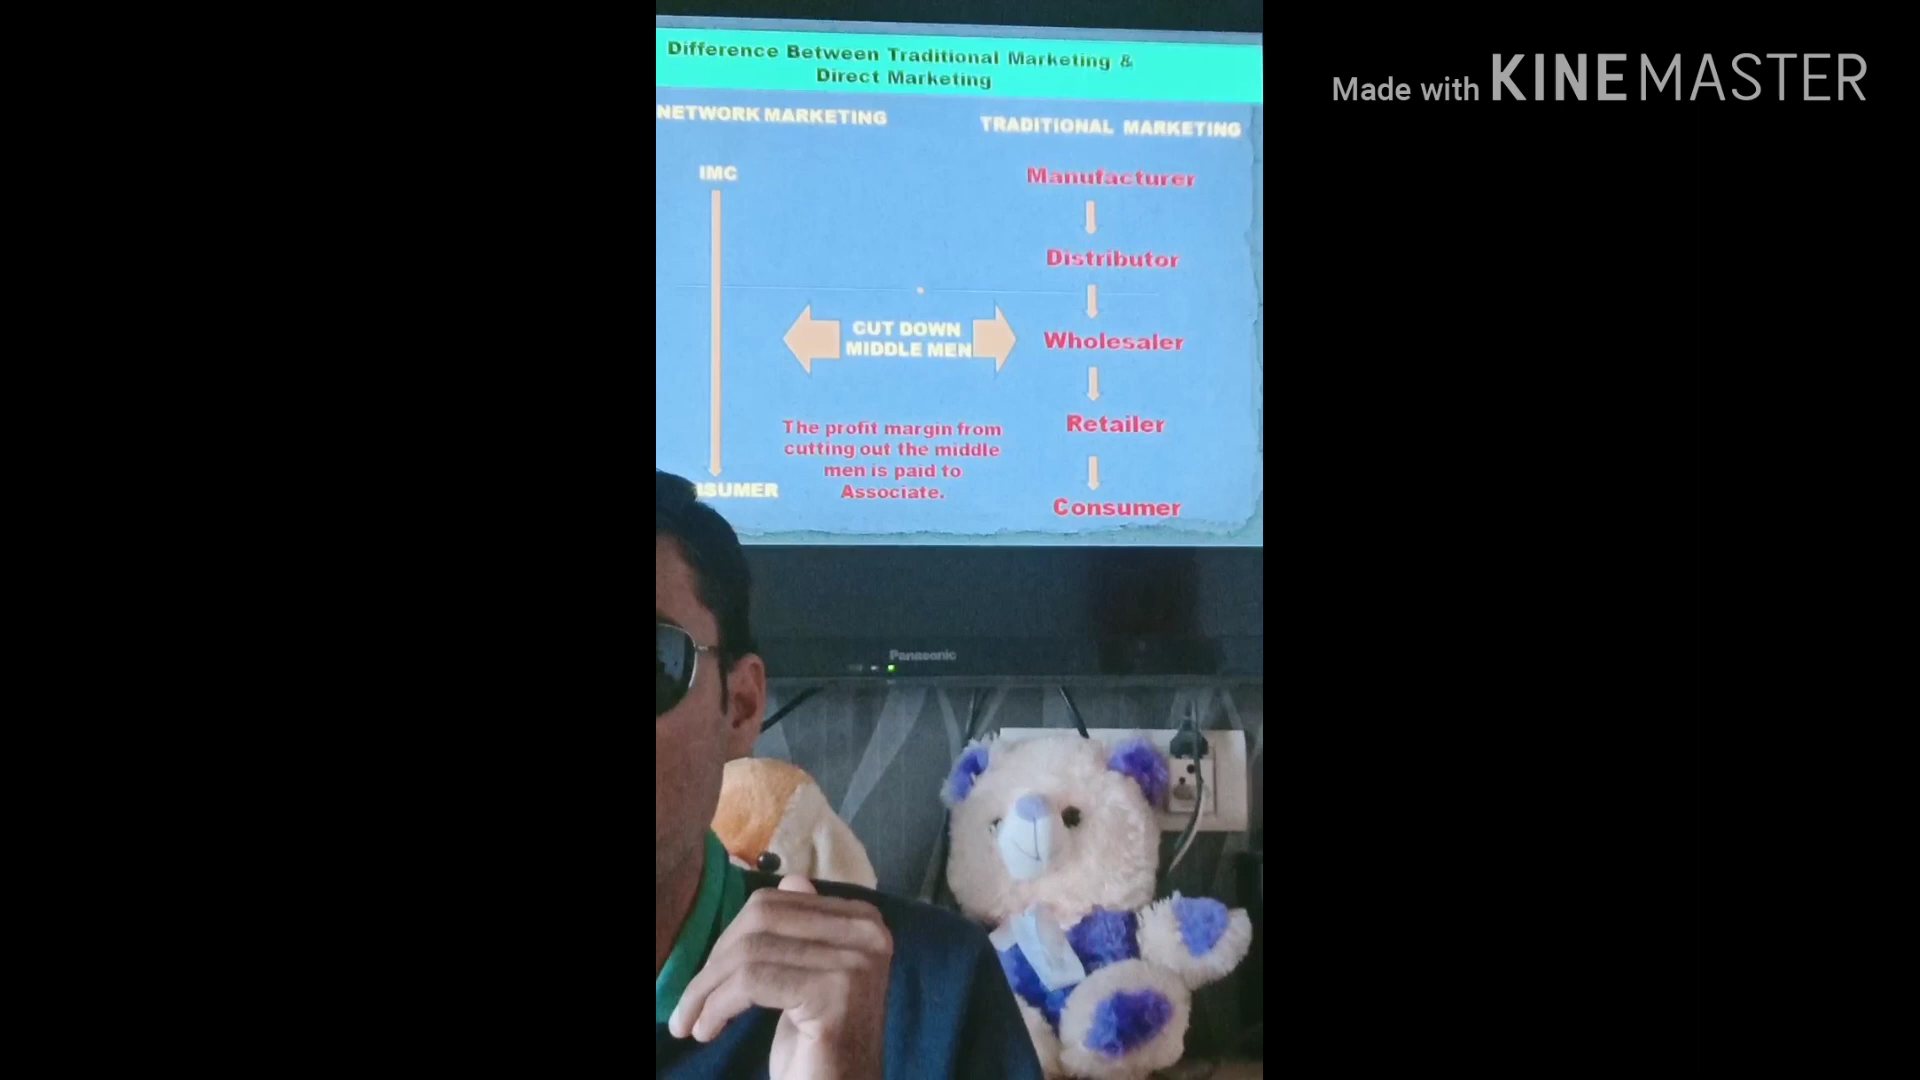 Difference Between Traditional Marketing &
Direct Marketing
NETWORK MARKETING
TRADITIONAL MARKETING
IMC
Manufacturer
Distributor
CUT DOWN
MIDDLE MEN
Wholesaler
The profit margin from
cutting out the middle
men is paid to
Associate.
Retailer
SUMER
Consumer
Panasonic
Made with KINEMASTER